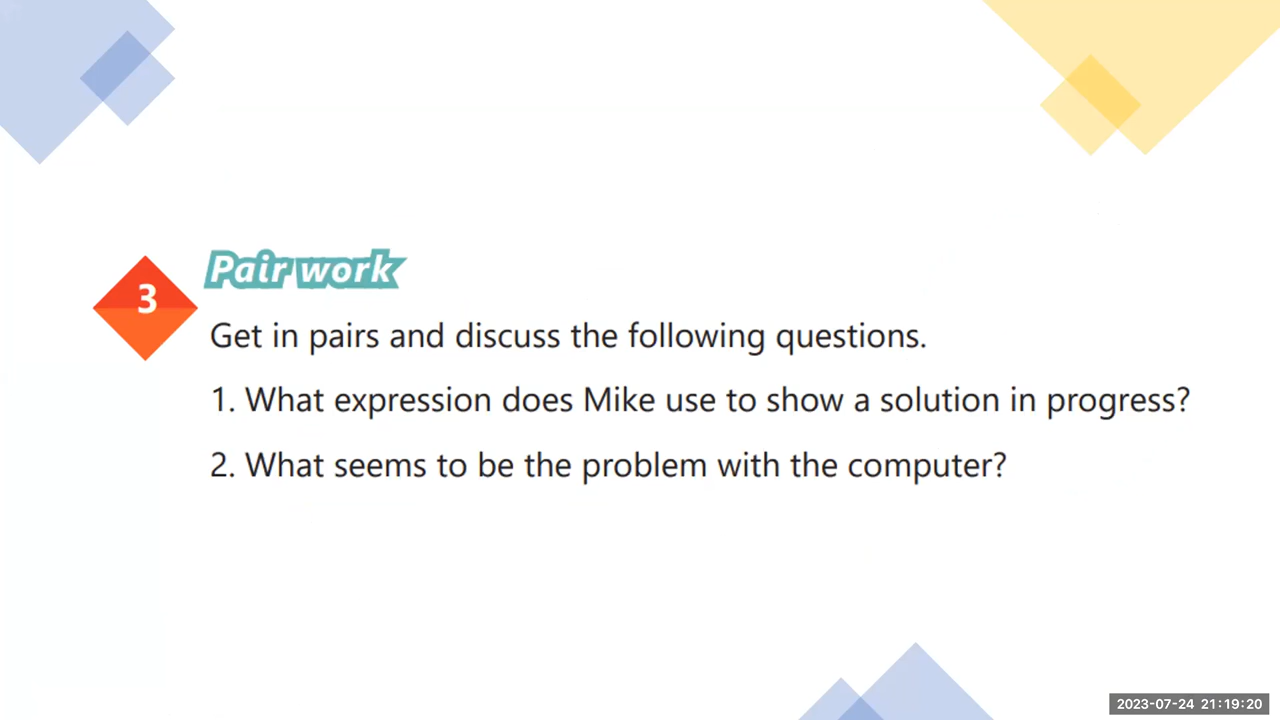 Pair work
3
Get in pairs and discuss the following questions.
1. What expression does Mike use to show a solution in progress?
2. What seems to be the problem with the computer?
2023-07-24 21:19:20